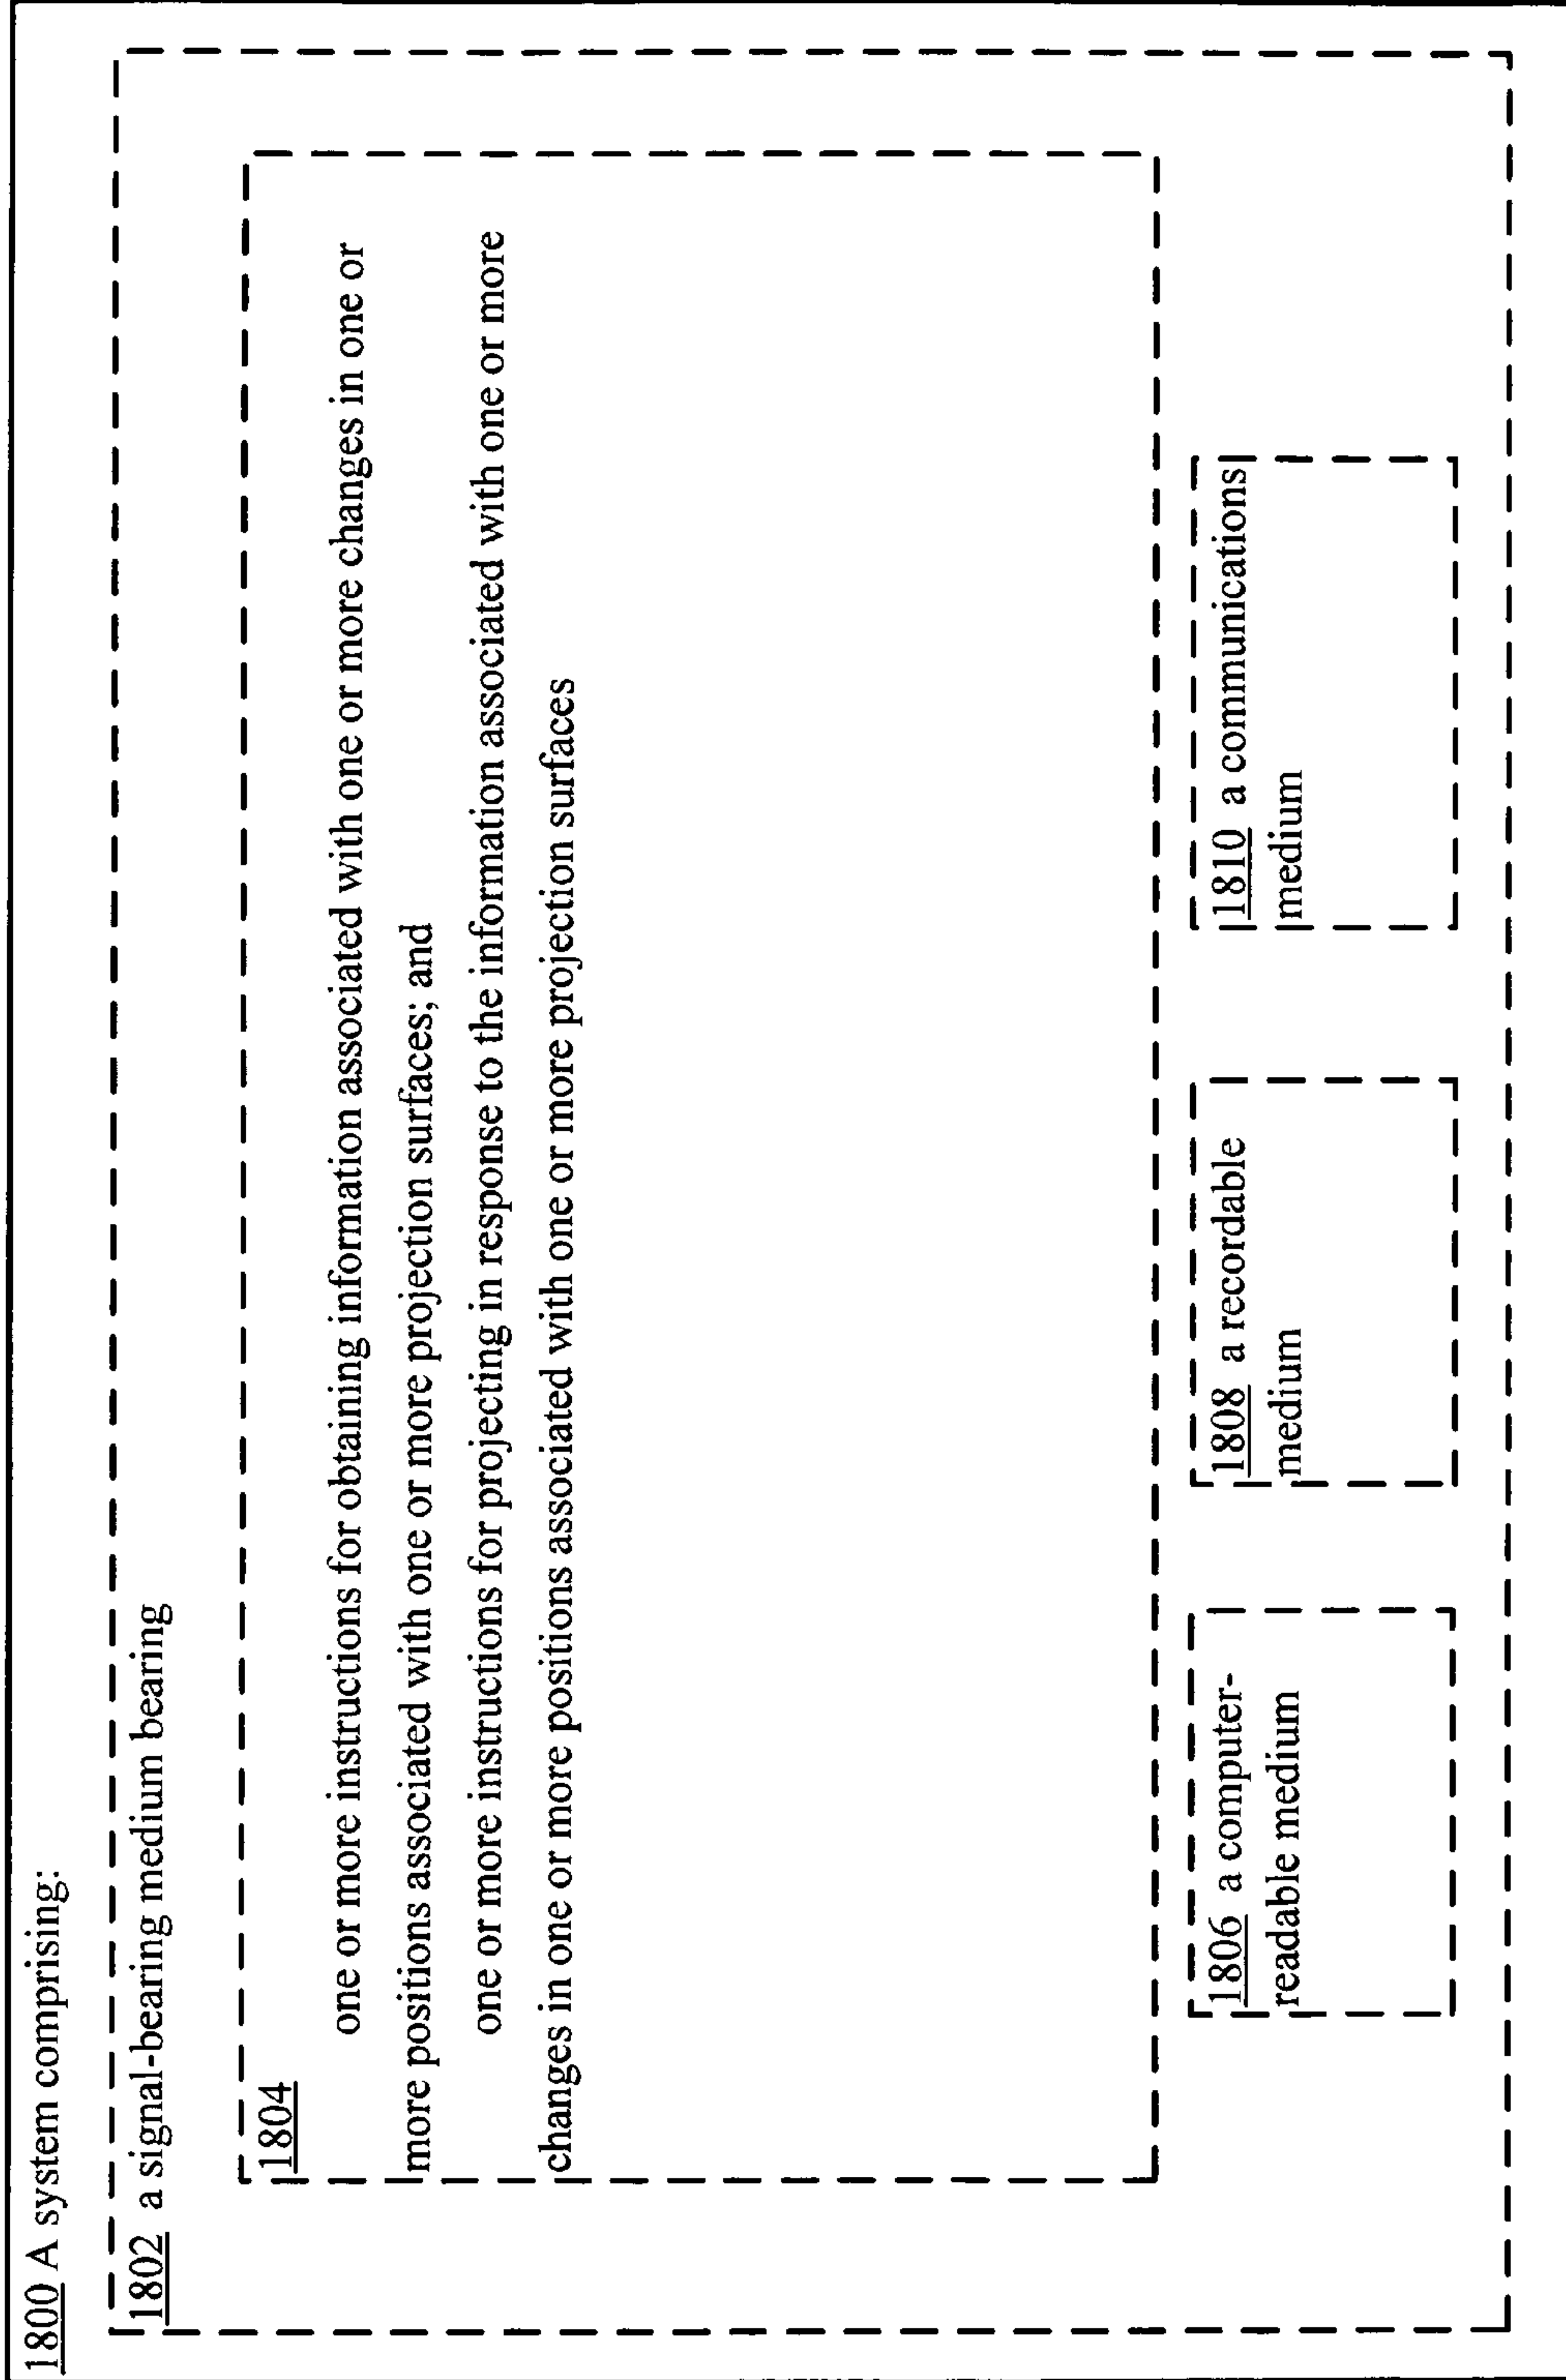 1800 A system comprising:
1802 a signal-bearing medium bearing
1804
one or more instructions for obtaining information associated with one or more changes in one or
more positions associated with one or more projection surfaces; and
one or more instructions for projecting in response to the information associated with one or more
changes in one or more positions associated with one or more projection surfaces
1806 a computer-
readable medium
1808 a recordable
medium
1810 a communications
medium